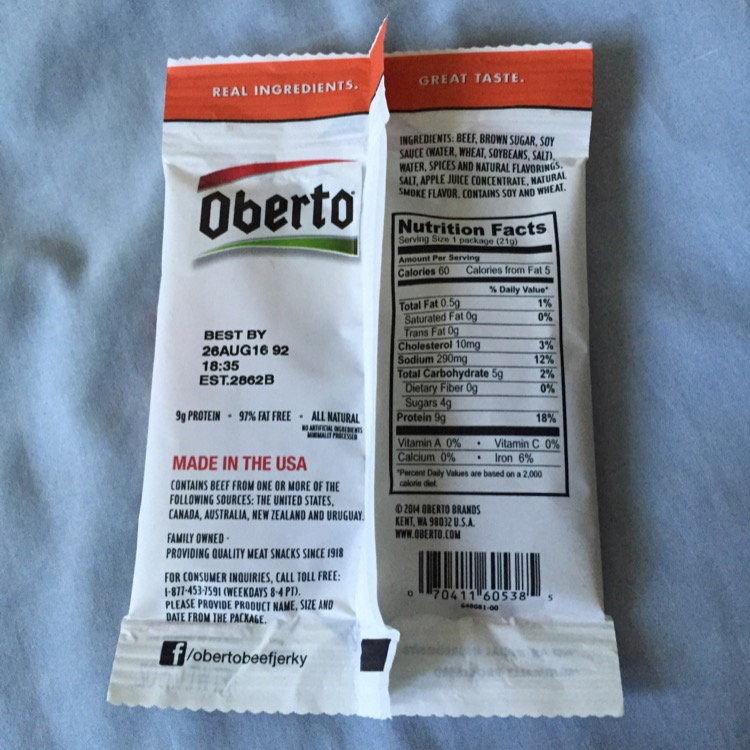 REAL INGREDIENTS.
Oberto
BEST BY
26AUG16 92
18:35
EST.2862B
9g PROTEIN - 97% FAT FREE - ALL NATURAL
NO ARTIFICIAL INGREDIENTS
MINIMALLY PROCESSED
MADE IN THE USA
CONTAINS BEEF FROM ONE OR MORE OF THE
FOLLOWING SOURCES: THE UNITED STATES,
CANADA, AUSTRALIA, NEW ZEALAND AND URUGUAY.
FAMILY OWNED -
PROVIDING QUALITY MEAT SNACKS SINCE 1918
FOR CONSUMER INQUIRIES, CALL TOLL FREE:
1-877-453-7591 (WEEKDAYS 8-4 PT).
PLEASE PROVIDE PRODUCT NAME, SIZE AND
DATE FROM THE PACKAGE.
f/obertobeefjerky
GREAT TASTE.
INGREDIENTS: BEEF, BROWN SUGAR, SOY
SAUCE (WATER, WHEAT, SOYBEANS, SALT),
WATER, SPICES AND NATURAL FLAVORINGS,
SALT, APPLE JUICE CONCENTRATE, NATURAL
SMOKE FLAVOR. CONTAINS SOY AND WHEAT.
Nutrition Facts
Serving Size 1 package (21g)
Amount Per Serving
Calories 60 Calories from Fat 5
% Daily Value*
Total Fat 0.5g 1%
Saturated Fat 0g 0%
Trans Fat 0g
Cholesterol 10mg 3%
Sodium 290mg 12%
Total Carbohydrate 5g 2%
Dietary Fiber 0g 0%
Sugars 4g
Protein 9g 18%
Vitamin A 0% • Vitamin C 0%
Calcium 0% • Iron 6%
*Percent Daily Values are based on a 2,000
calorie diet.
© 2014 OBERTO BRANDS
KENT, WA 98032 U.S.A.
WWW.OBERTO.COM
0 70411 60538 5